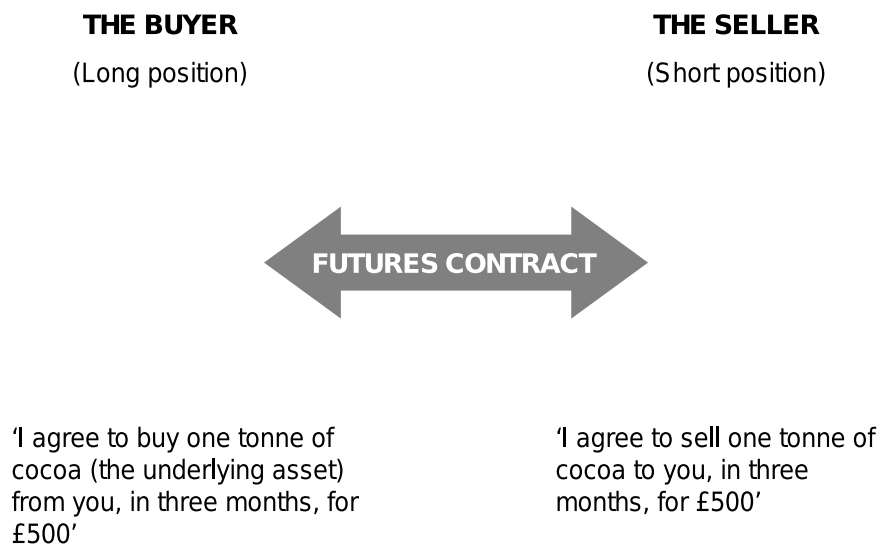 THE BUYER
THE SELLER
(Long position)
(Short position)
FUTURES CONTRACT
‘I agree to buy one tonne of
cocoa (the underlying asset)
from you, in three months, for
£500’
‘I agree to sell one tonne of
cocoa to you, in three
months, for £500’